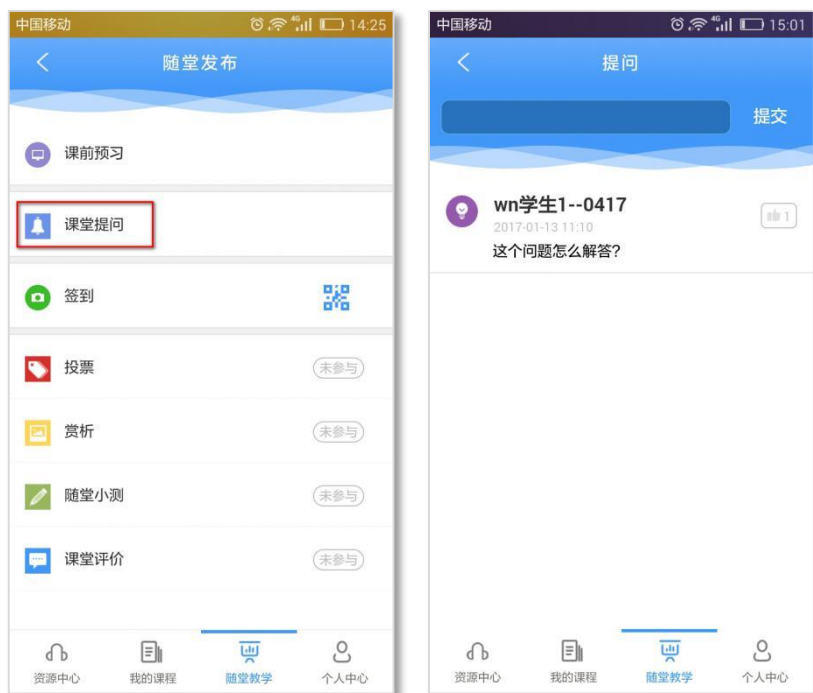 中国移动 4G 14:25
随堂发布
课前预习
课堂提问
签到
投票 未参与
赏析 未参与
随堂小测 未参与
课堂评价 未参与
资源中心 我的课程 随堂教学 个人中心
中国移动 4G 15:01
提问
提交
wn学生1--0417
2017-01-13 11:10
1
这个问题怎么解答?
资源中心 我的课程 随堂教学 个人中心